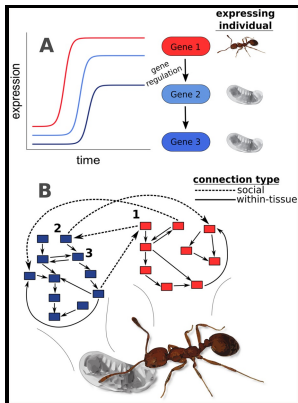 expressing
individual
A
Gene 1
gene
regulation
Gene 2
Gene 3
expression
time
B
connection type
social
within-tissue
1
2
3